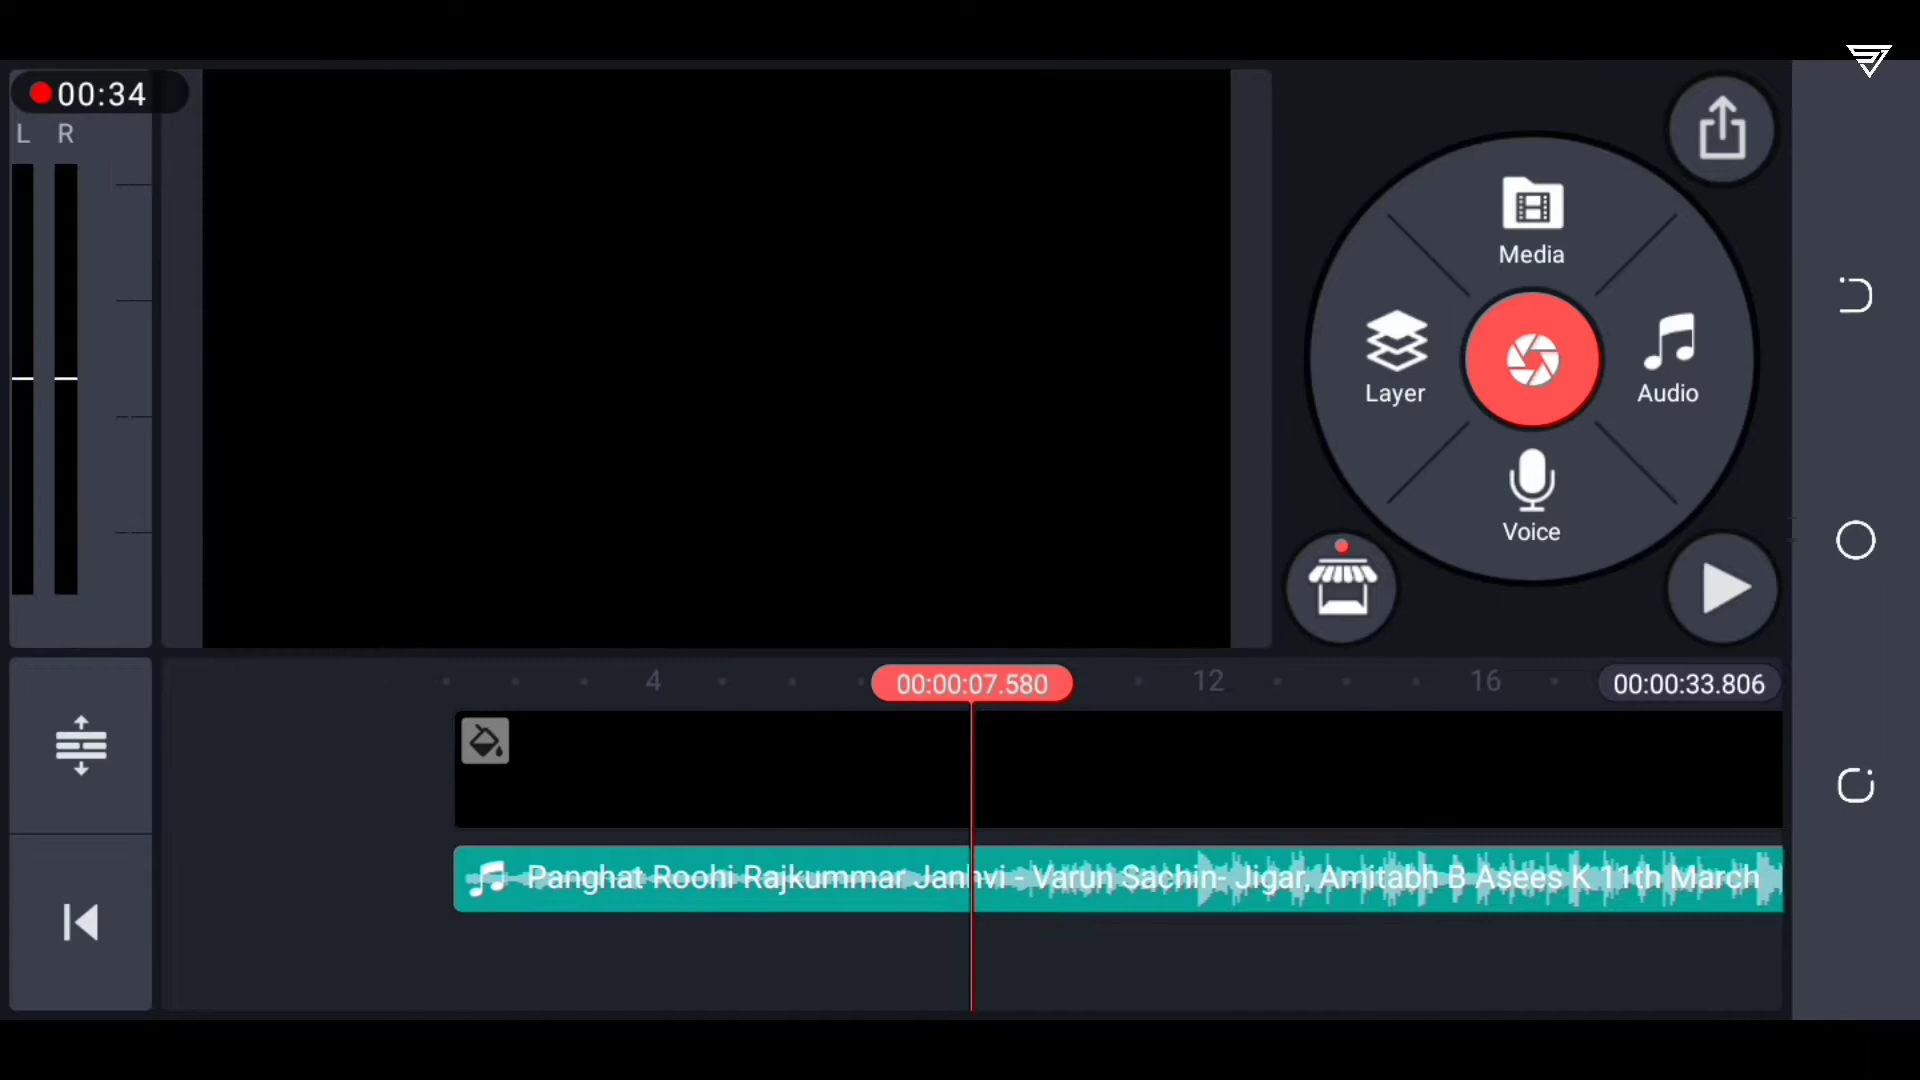 00:34
L R
Media
Layer
Audio
Voice
4
00:00:07.580
12
16
00:00:33.806
Panghat Roohi Rajkummar Janhvi - Varun Sachin- Jigar, Amitabh B Asees K 11th March